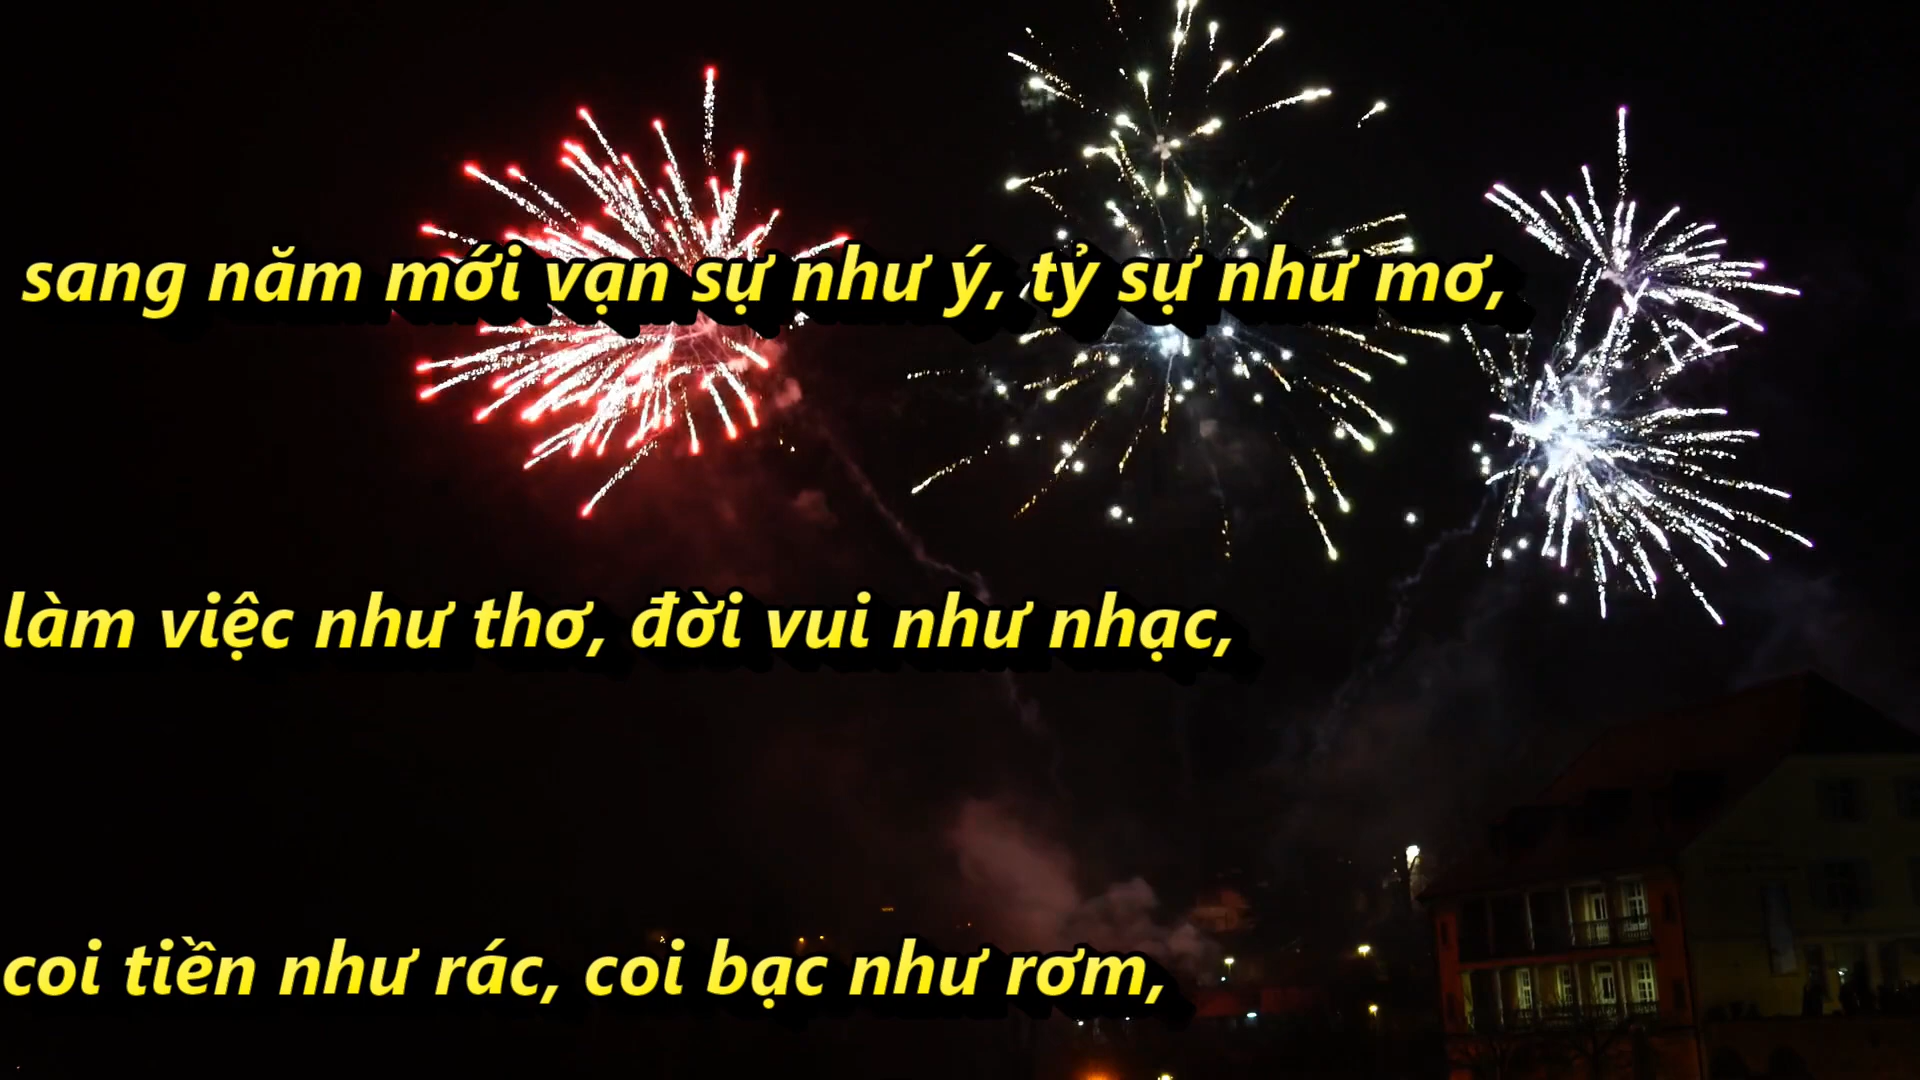 sang năm mới vạn sự như ý, tỷ sự như mơ,
làm việc như thơ, đời vui như nhạc,
coi tiền như rác, coi bạc như rơm,